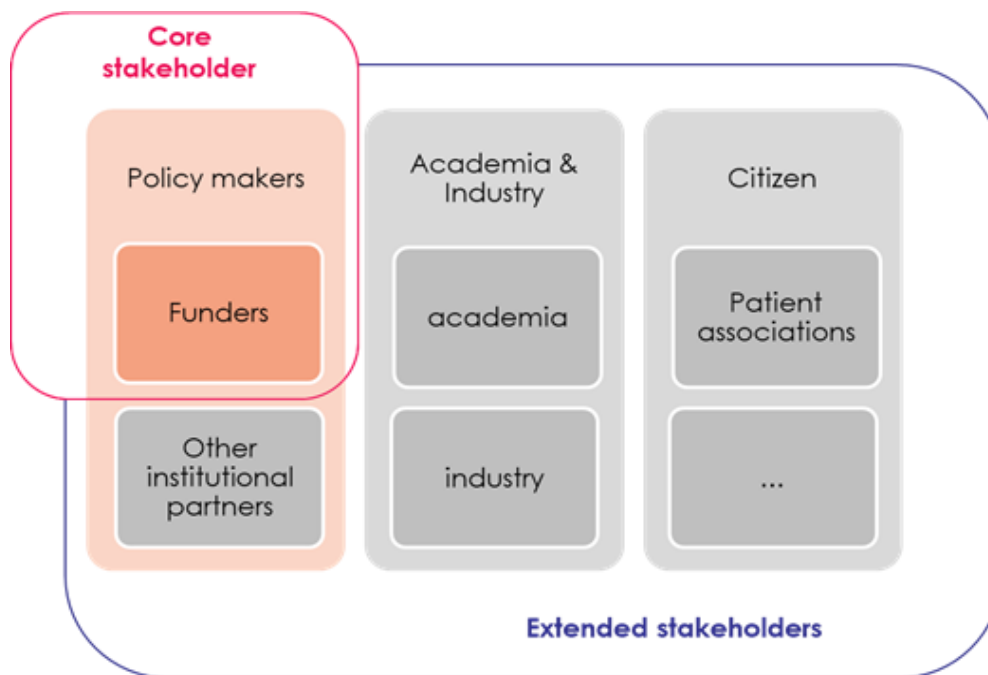 Core
stakeholder
Policy makers
Funders
Other
institutional
partners
Academia &
Industry
academia
industry
Citizen
Patient
associations
...
Extended stakeholders